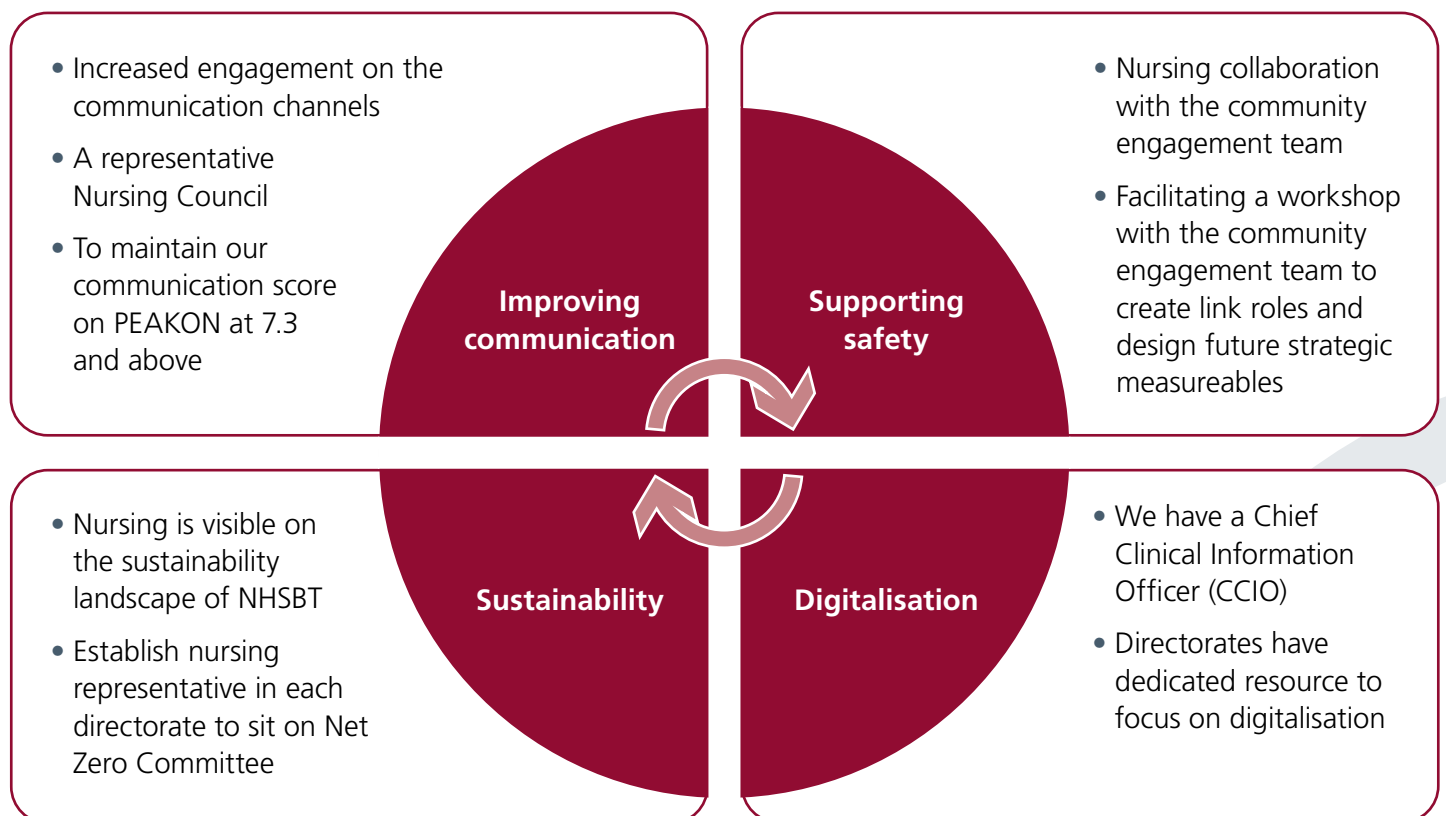 • Increased engagement on the
communication channels
• A representative
Nursing Council
• To maintain our
communication score
on PEAKON at 7.3
and above
Improving
communication
• Nursing collaboration
with the community
engagement team
• Facilitating a workshop
with the community
engagement team to
create link roles and
design future strategic
measureables
Supporting
safety
• Nursing is visible on
the sustainability
landscape of NHSBT
• Establish nursing
representative in each
directorate to sit on Net
Zero Committee
Sustainability
Digitalisation
• We have a Chief
Clinical Information
Officer (CCIO)
• Directorates have
dedicated resource to
focus on digitalisation